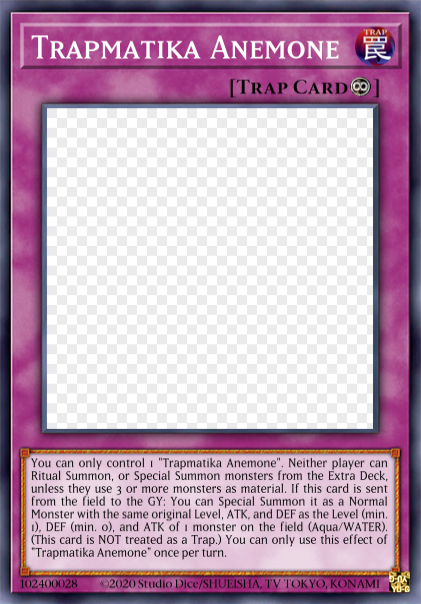 TRAPMATIKA ANEMONE
TRAP
罠
[TRAP CARD ]
You can only control 1 "Trapmatika Anemone". Neither player can
Ritual Summon, or Special Summon monsters from the Extra Deck,
unless they use 3 or more monsters as material. If this card is sent
from the field to the GY: You can Special Summon it as a Normal
Monster with the same original Level, ATK, and DEF as the Level (min.
1), DEF (min. 0), and ATK of 1 monster on the field (Aqua/WATER).
(This card is NOT treated as a Trap.) You can only use this effect of
"Trapmatika Anemone" once per turn.
102400028 ©2020 Studio Dice/SHUEISHA, TV TOKYO, KONAMI